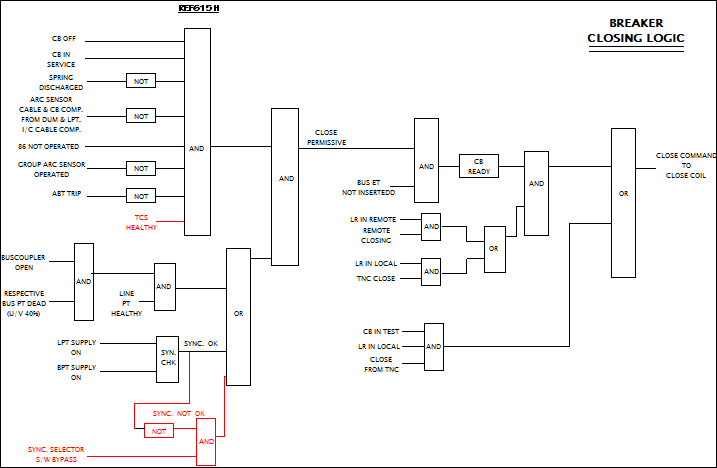 REF615H
BREAKER
CLOSING LOGIC
CB OFF
CB IN
SERVICE
SPRING
DISCHARGED
NOT
ARC SENSOR
CABLE & CB COMP.
FROM DUM & LPT.
I/C CABLE COMP.
NOT
86 NOT OPERATED
GROUP ARC SENSOR
OPERATED
NOT
ABT TRIP
NOT
TCS
HEALTHY
AND
AND
CLOSE
PERMISSIVE
BUS ET
NOT INSERTEDD
AND
CB
READY
AND
OR
CLOSE COMMAND
TO
CLOSE COIL
LR IN REMOTE
REMOTE
CLOSING
AND
LR IN LOCAL
TNC CLOSE
AND
OR
BUSCOUPLER
OPEN
RESPECTIVE
BUS PT DEAD
(U/V 40%)
AND
LINE
PT
HEALTHY
AND
OR
LPT SUPPLY
ON
BPT SUPPLY
ON
SYN.
CHK
SYNC. OK
CB IN TEST
LR IN LOCAL
CLOSE
FROM TNC
AND
SYNC. NOT OK
NOT
AND
SYNC. SELECTOR
S/W BYPASS